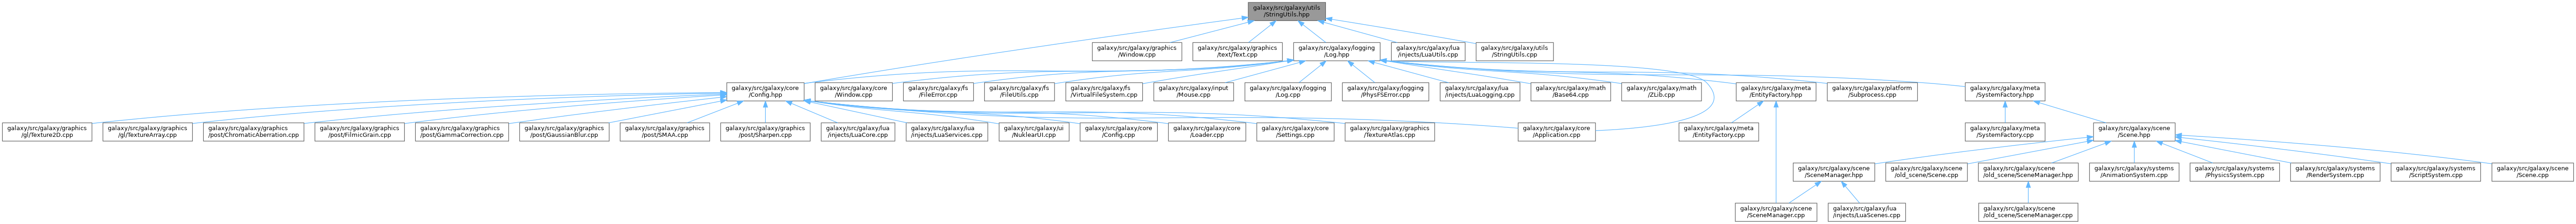 galaxy/src/galaxy/utils
/StringUtils.hpp
galaxy/src/galaxy/graphics
/Window.cpp
galaxy/src/galaxy/graphics
/text/Text.cpp
galaxy/src/galaxy/logging
/Log.hpp
galaxy/src/galaxy/lua
/injects/LuaUtils.cpp
galaxy/src/galaxy/utils
/StringUtils.cpp
galaxy/src/galaxy/core
/Config.hpp
galaxy/src/galaxy/core
/Window.cpp
galaxy/src/galaxy/fs
/FileError.cpp
galaxy/src/galaxy/fs
/FileUtils.cpp
galaxy/src/galaxy/fs
/VirtualFileSystem.cpp
galaxy/src/galaxy/input
/Mouse.cpp
galaxy/src/galaxy/logging
/Log.cpp
galaxy/src/galaxy/logging
/PhysFSError.cpp
galaxy/src/galaxy/lua
/injects/LuaLogging.cpp
galaxy/src/galaxy/math
/Base64.cpp
galaxy/src/galaxy/math
/ZLib.cpp
galaxy/src/galaxy/meta
/EntityFactory.hpp
galaxy/src/galaxy/platform
/Subprocess.cpp
galaxy/src/galaxy/meta
/SystemFactory.hpp
galaxy/src/galaxy/graphics
/gl/Texture2D.cpp
galaxy/src/galaxy/graphics
/gl/TextureArray.cpp
galaxy/src/galaxy/graphics
/post/ChromaticAberration.cpp
galaxy/src/galaxy/graphics
/post/FilmicGrain.cpp
galaxy/src/galaxy/graphics
/post/GammaCorrection.cpp
galaxy/src/galaxy/graphics
/post/GaussianBlur.cpp
galaxy/src/galaxy/graphics
/post/SMAA.cpp
galaxy/src/galaxy/graphics
/post/Sharpen.cpp
galaxy/src/galaxy/lua
/injects/LuaCore.cpp
galaxy/src/galaxy/lua
/injects/LuaServices.cpp
galaxy/src/galaxy/ui
/NuklearUI.cpp
galaxy/src/galaxy/core
/Config.cpp
galaxy/src/galaxy/core
/Loader.cpp
galaxy/src/galaxy/core
/Settings.cpp
galaxy/src/galaxy/graphics
/TextureAtlas.cpp
galaxy/src/galaxy/core
/Application.cpp
galaxy/src/galaxy/meta
/EntityFactory.cpp
galaxy/src/galaxy/meta
/SystemFactory.cpp
galaxy/src/galaxy/scene
/Scene.hpp
galaxy/src/galaxy/scene
/SceneManager.hpp
galaxy/src/galaxy/scene
/old_scene/Scene.cpp
galaxy/src/galaxy/scene
/old_scene/SceneManager.hpp
galaxy/src/galaxy/systems
/AnimationSystem.cpp
galaxy/src/galaxy/systems
/PhysicsSystem.cpp
galaxy/src/galaxy/systems
/RenderSystem.cpp
galaxy/src/galaxy/systems
/ScriptSystem.cpp
galaxy/src/galaxy/scene
/Scene.cpp
galaxy/src/galaxy/scene
/SceneManager.cpp
galaxy/src/galaxy/lua
/injects/LuaScenes.cpp
galaxy/src/galaxy/scene
/old_scene/SceneManager.cpp